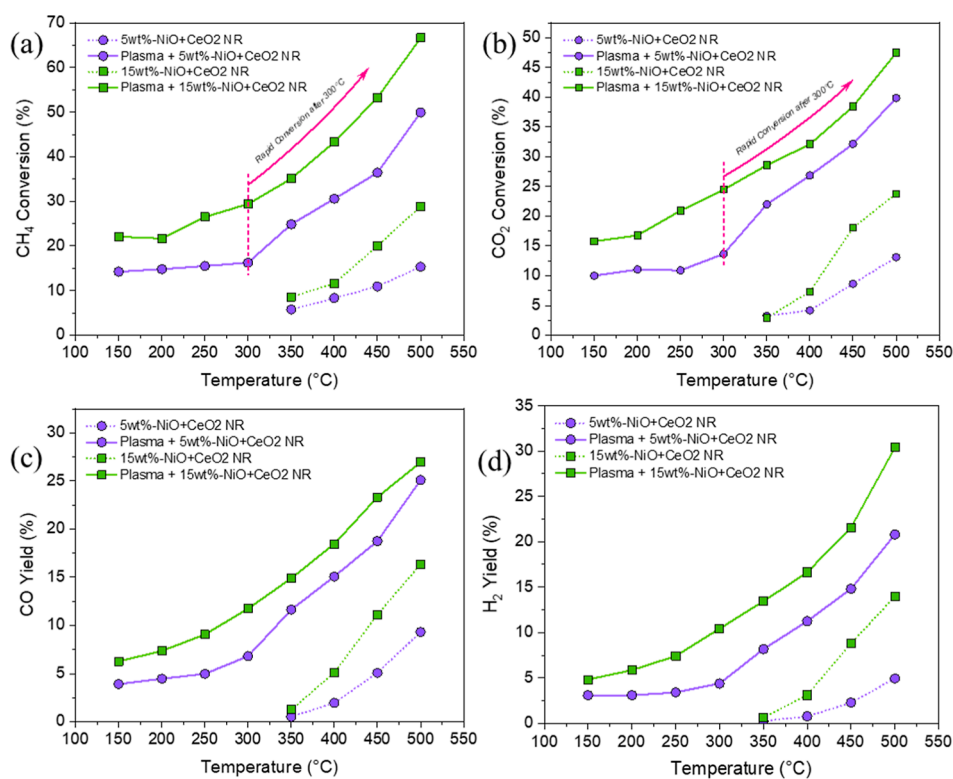 (a)
5wt%-NiO+CeO2 NR
Plasma + 5wt%-NiO+CeO2 NR
15wt%-NiO+CeO2 NR
Plasma + 15wt%-NiO+CeO2 NR
Rapid Conversion after 300°C
CH4 Conversion (%)
70
60
50
40
30
20
10
0
100 150 200 250 300 350 400 450 500 550
Temperature (°C)
(b)
5wt%-NiO+CeO2 NR
Plasma + 5wt%-NiO+CeO2 NR
15wt%-NiO+CeO2 NR
Plasma + 15wt%-NiO+CeO2 NR
Rapid Conversion after 300°C
CO2 Conversion (%)
50
45
40
35
30
25
20
15
10
5
0
100 150 200 250 300 350 400 450 500 550
Temperature (°C)
(c)
5wt%-NiO+CeO2 NR
Plasma + 5wt%-NiO+CeO2 NR
15wt%-NiO+CeO2 NR
Plasma + 15wt%-NiO+CeO2 NR
CO Yield (%)
30
25
20
15
10
5
0
100 150 200 250 300 350 400 450 500 550
Temperature (°C)
(d)
5wt%-NiO+CeO2 NR
Plasma + 5wt%-NiO+CeO2 NR
15wt%-NiO+CeO2 NR
Plasma + 15wt%-NiO+CeO2 NR
H2 Yield (%)
35
30
25
20
15
10
5
0
100 150 200 250 300 350 400 450 500 550
Temperature (°C)